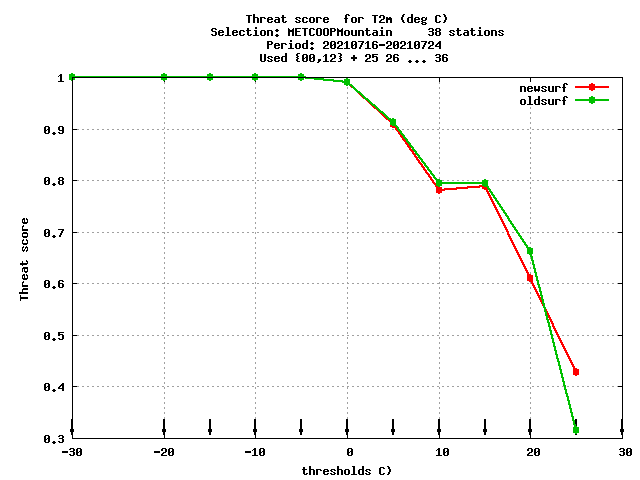 Threat score  for T2m (deg C)
Selection: METCOOPMountain     38 stations
Period: 20210716-20210724
Used {00,12} + 25 26 ... 36
newsurf
oldsurf
Threat score
1
0.9
0.8
0.7
0.6
0.5
0.4
0.3
-30
-20
-10
0
10
20
30
thresholds C)